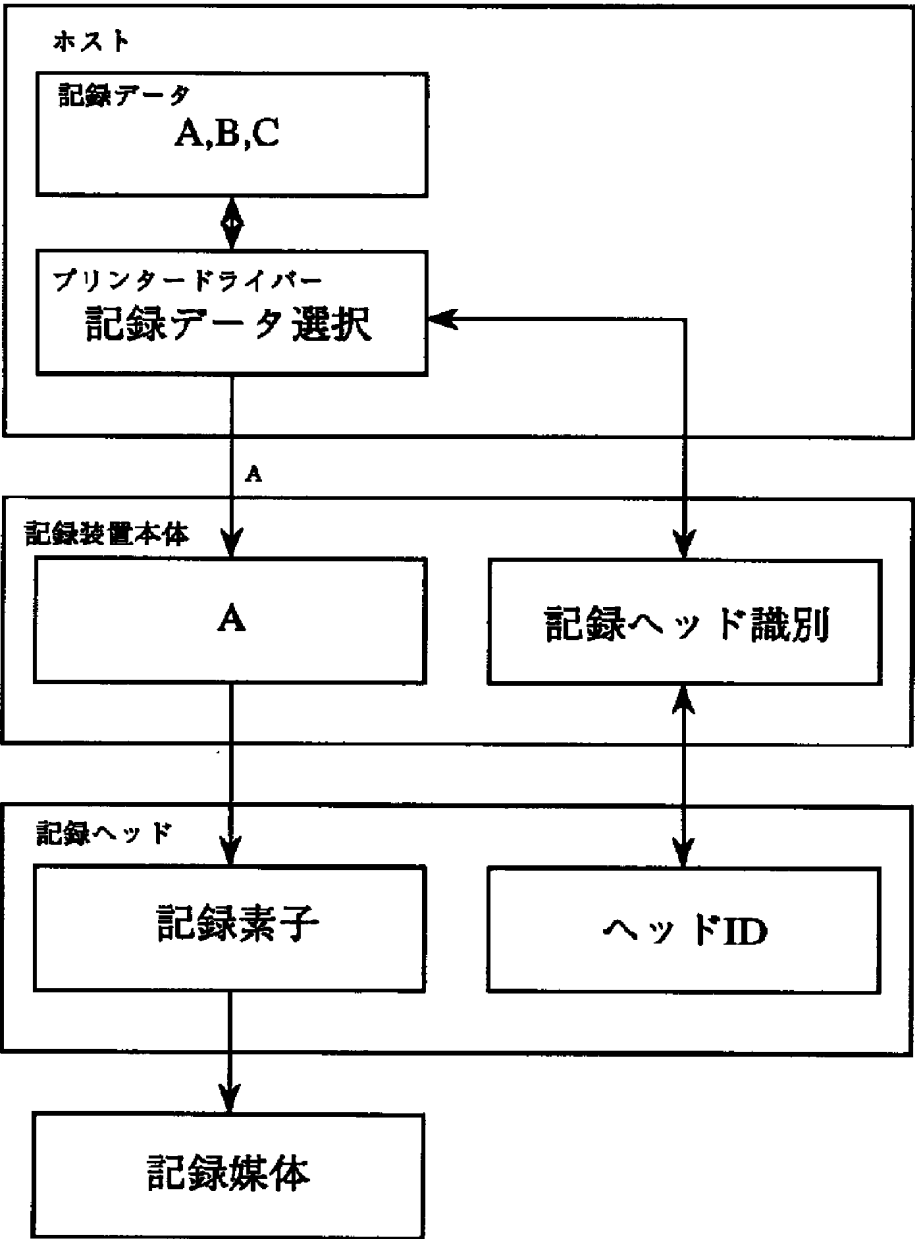 ホスト
記録データ
A,B,C
プリンタードライバー
記録データ選択
A
記録装置本体
A
記録ヘッド識別
記録ヘッド
記録素子
ヘッドID
記録媒体